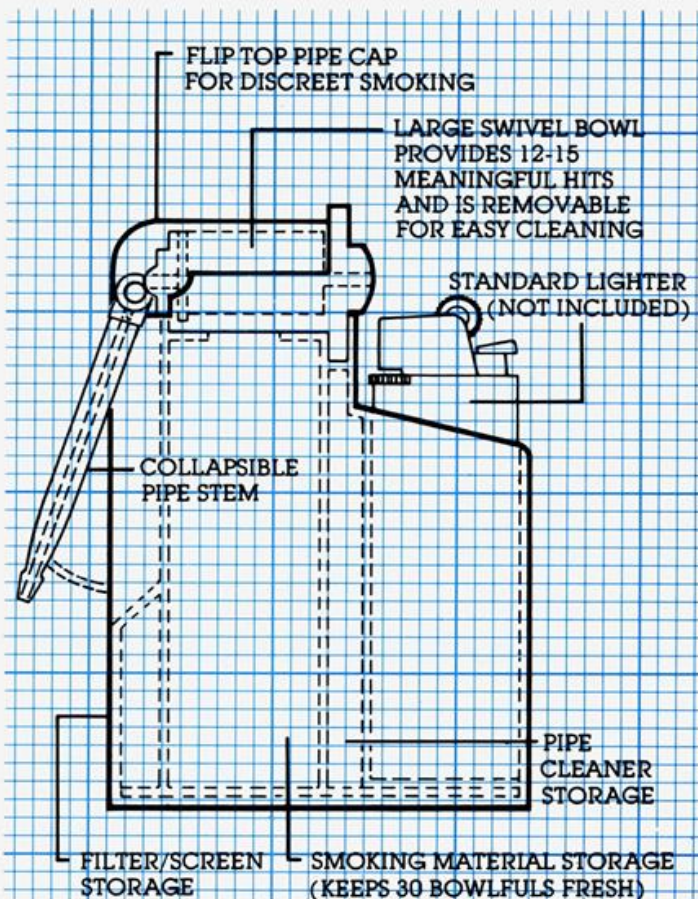 FLIP TOP PIPE CAP
FOR DISCREET SMOKING
LARGE SWIVEL BOWL
PROVIDES 12-15
MEANINGFUL HITS
AND IS REMOVABLE
FOR EASY CLEANING
STANDARD LIGHTER
(NOT INCLUDED)
COLLAPSIBLE
PIPE STEM
PIPE
CLEANER
STORAGE
FILTER/SCREEN
STORAGE
SMOKING MATERIAL STORAGE
(KEEPS 30 BOWLFULS FRESH)